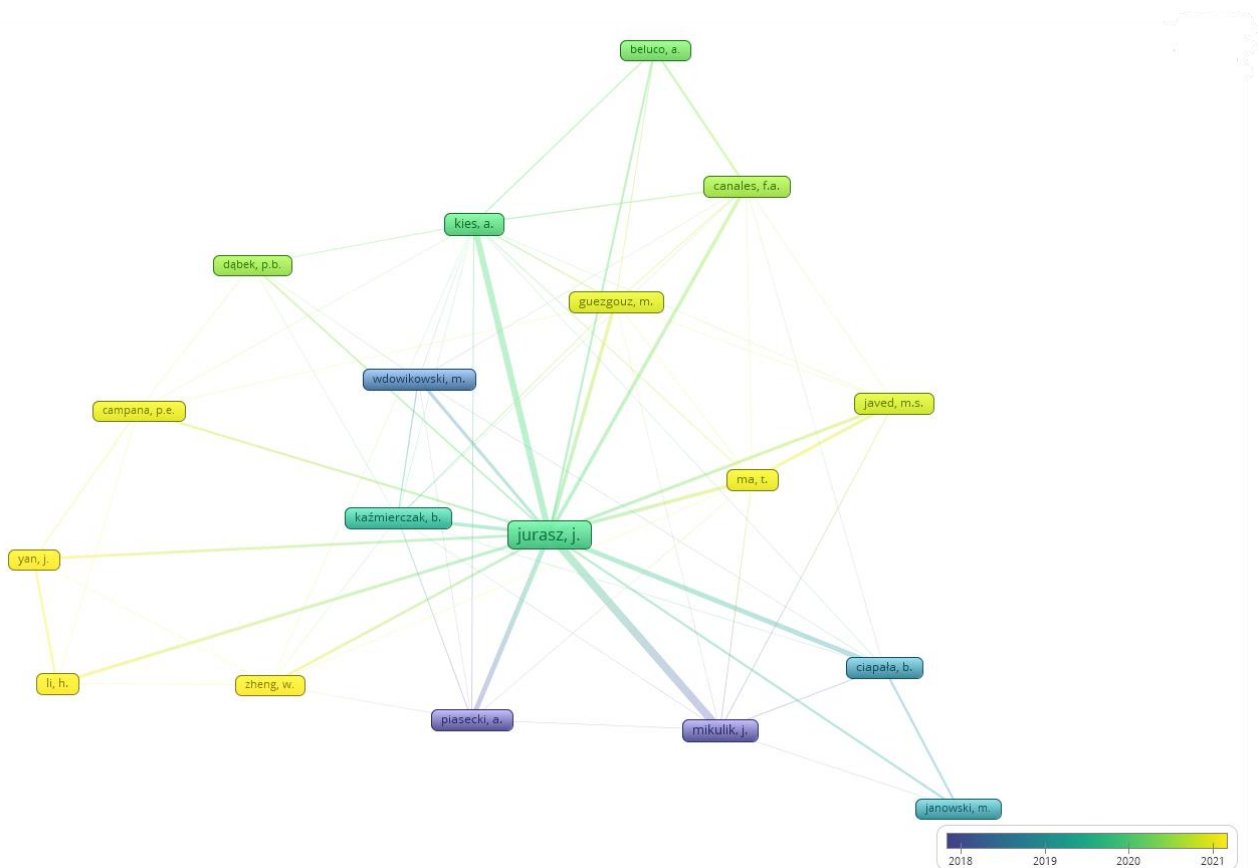 beluco, a.
canales, f.a.
kies, a.
dąbek, p.b.
guezgouz, m.
wdowikowski, m.
campana, p.e.
javed, m.s.
ma, t.
kaźmierczak, b.
jurasz, j.
yan, j.
ciapała, b.
li, h.
zheng, w.
piasecki, a.
mikulik, j.
janowski, m.
2018 2019 2020 2021